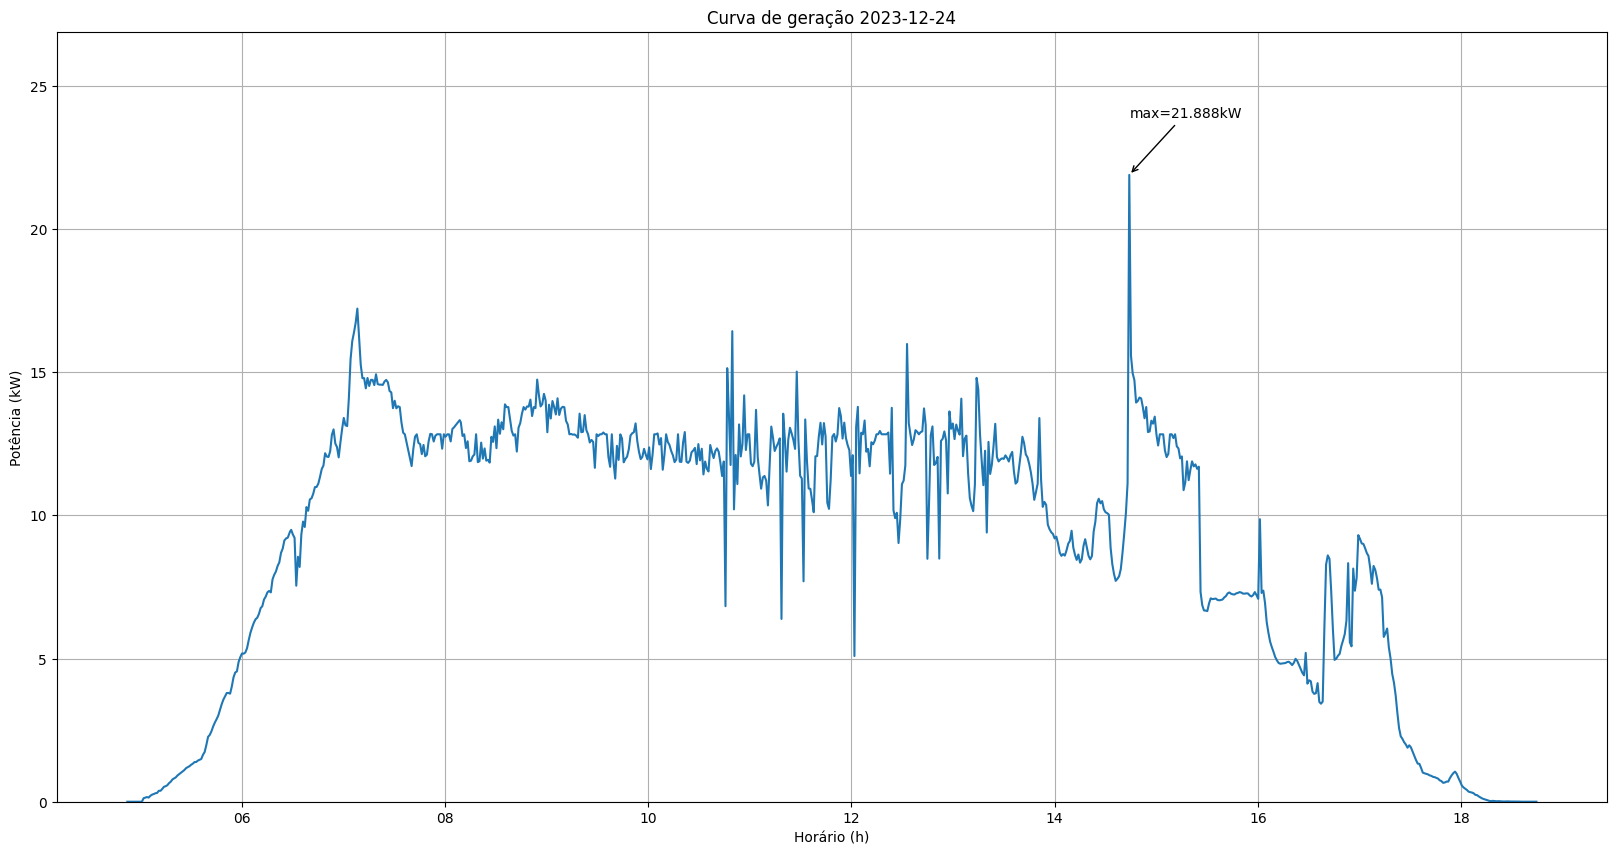 Curva de geração 2023-12-24
25
max=21.888kW
20
15
Potência (kW)
10
5
0
06 08 10 12 14 16 18
Horário (h)